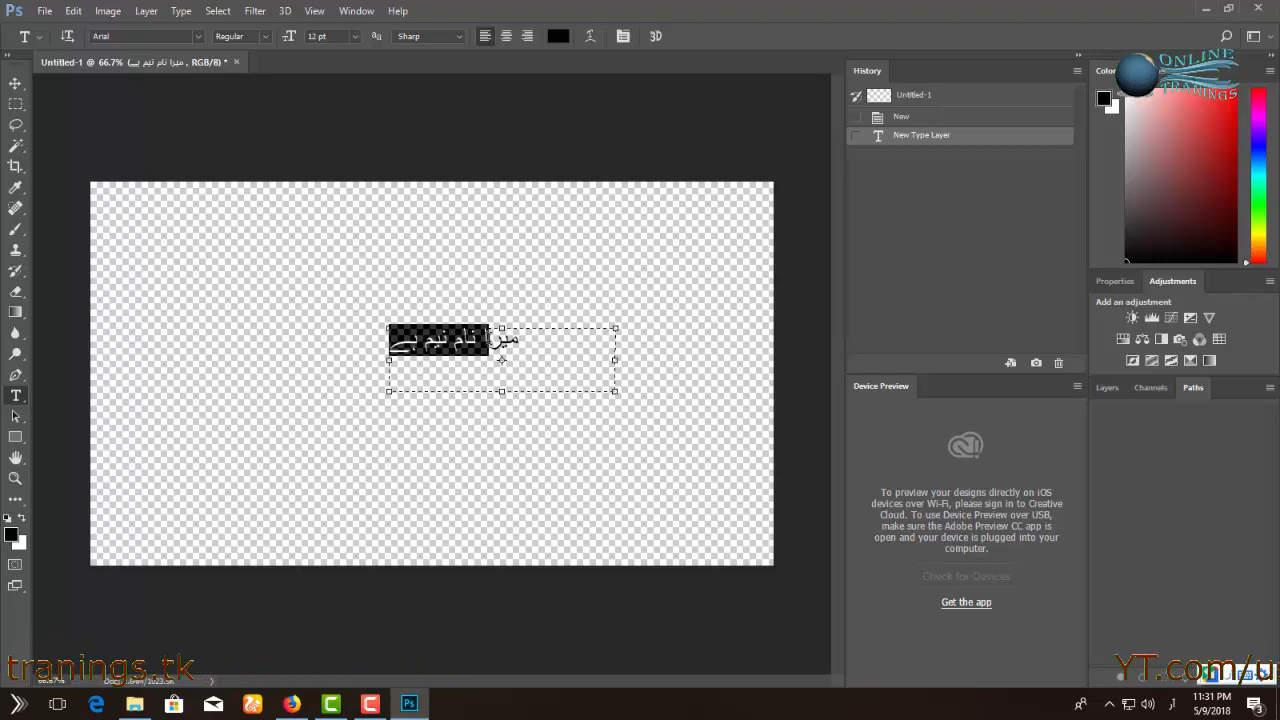 Ps File Edit Image Layer Type Select Filter 3D View Window Help
T Arial Regular 12 pt Sharp 3D
Untitled-1 @ 66.7% (میرا نام نیم ہے, RGB/8) *
History
Untitled-1
New
New Type Layer
Color
ONLINE
TRANINGS
Properties Adjustments
Add an adjustment
میرا نام نیم ہے
Device Preview
Layers Channels Paths
To preview your designs directly on iOS
devices over Wi-Fi, please sign in to Creative
Cloud. To use Device Preview over USB,
make sure the Adobe Preview CC app is
open and your device is plugged into your
computer.
Check for Devices
Get the app
tranings.tk
YT.com/u
11:31 PM
5/9/2018